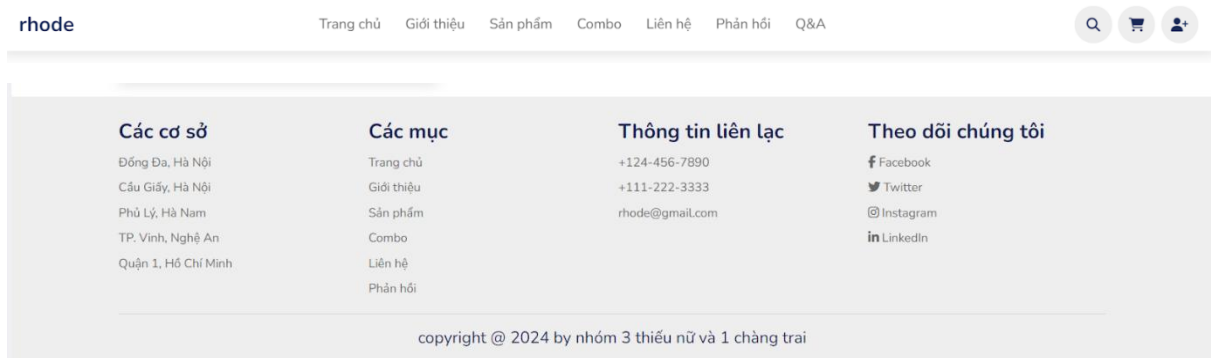 rhode
Trang chủ Giới thiệu Sản phẩm Combo Liên hệ Phản hồi Q&A
Các cơ sở
Đống Đa, Hà Nội
Cầu Giấy, Hà Nội
Phủ Lý, Hà Nam
TP. Vinh, Nghệ An
Quận 1, Hồ Chí Minh
Các mục
Trang chủ
Giới thiệu
Sản phẩm
Combo
Liên hệ
Phản hồi
Thông tin liên lạc
+124-456-7890
+111-222-3333
rhode@gmail.com
Theo dõi chúng tôi
Facebook
Twitter
Instagram
LinkedIn
copyright @ 2024 by nhóm 3 thiếu nữ và 1 chàng trai